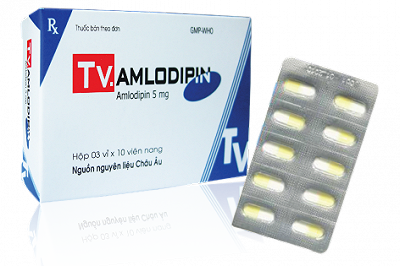 Rx
Thuốc bán theo đơn.
GMP-WHO
TV.AMLODIPIN
Amlodipin 5 mg
Hộp 03 vỉ x 10 viên nang
Nguồn nguyên liệu Châu Âu